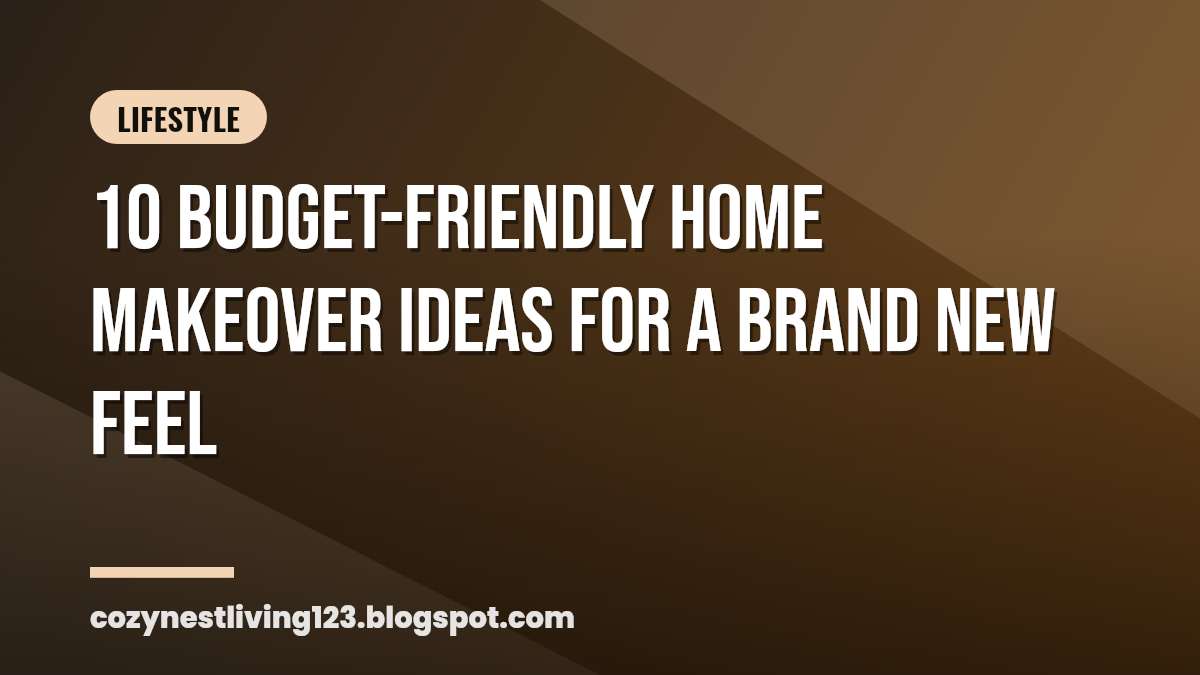 LIFESTYLE
10 BUDGET-FRIENDLY HOME
MAKEOVER IDEAS FOR A BRAND NEW
FEEL
cozynestliving123.blogspot.com